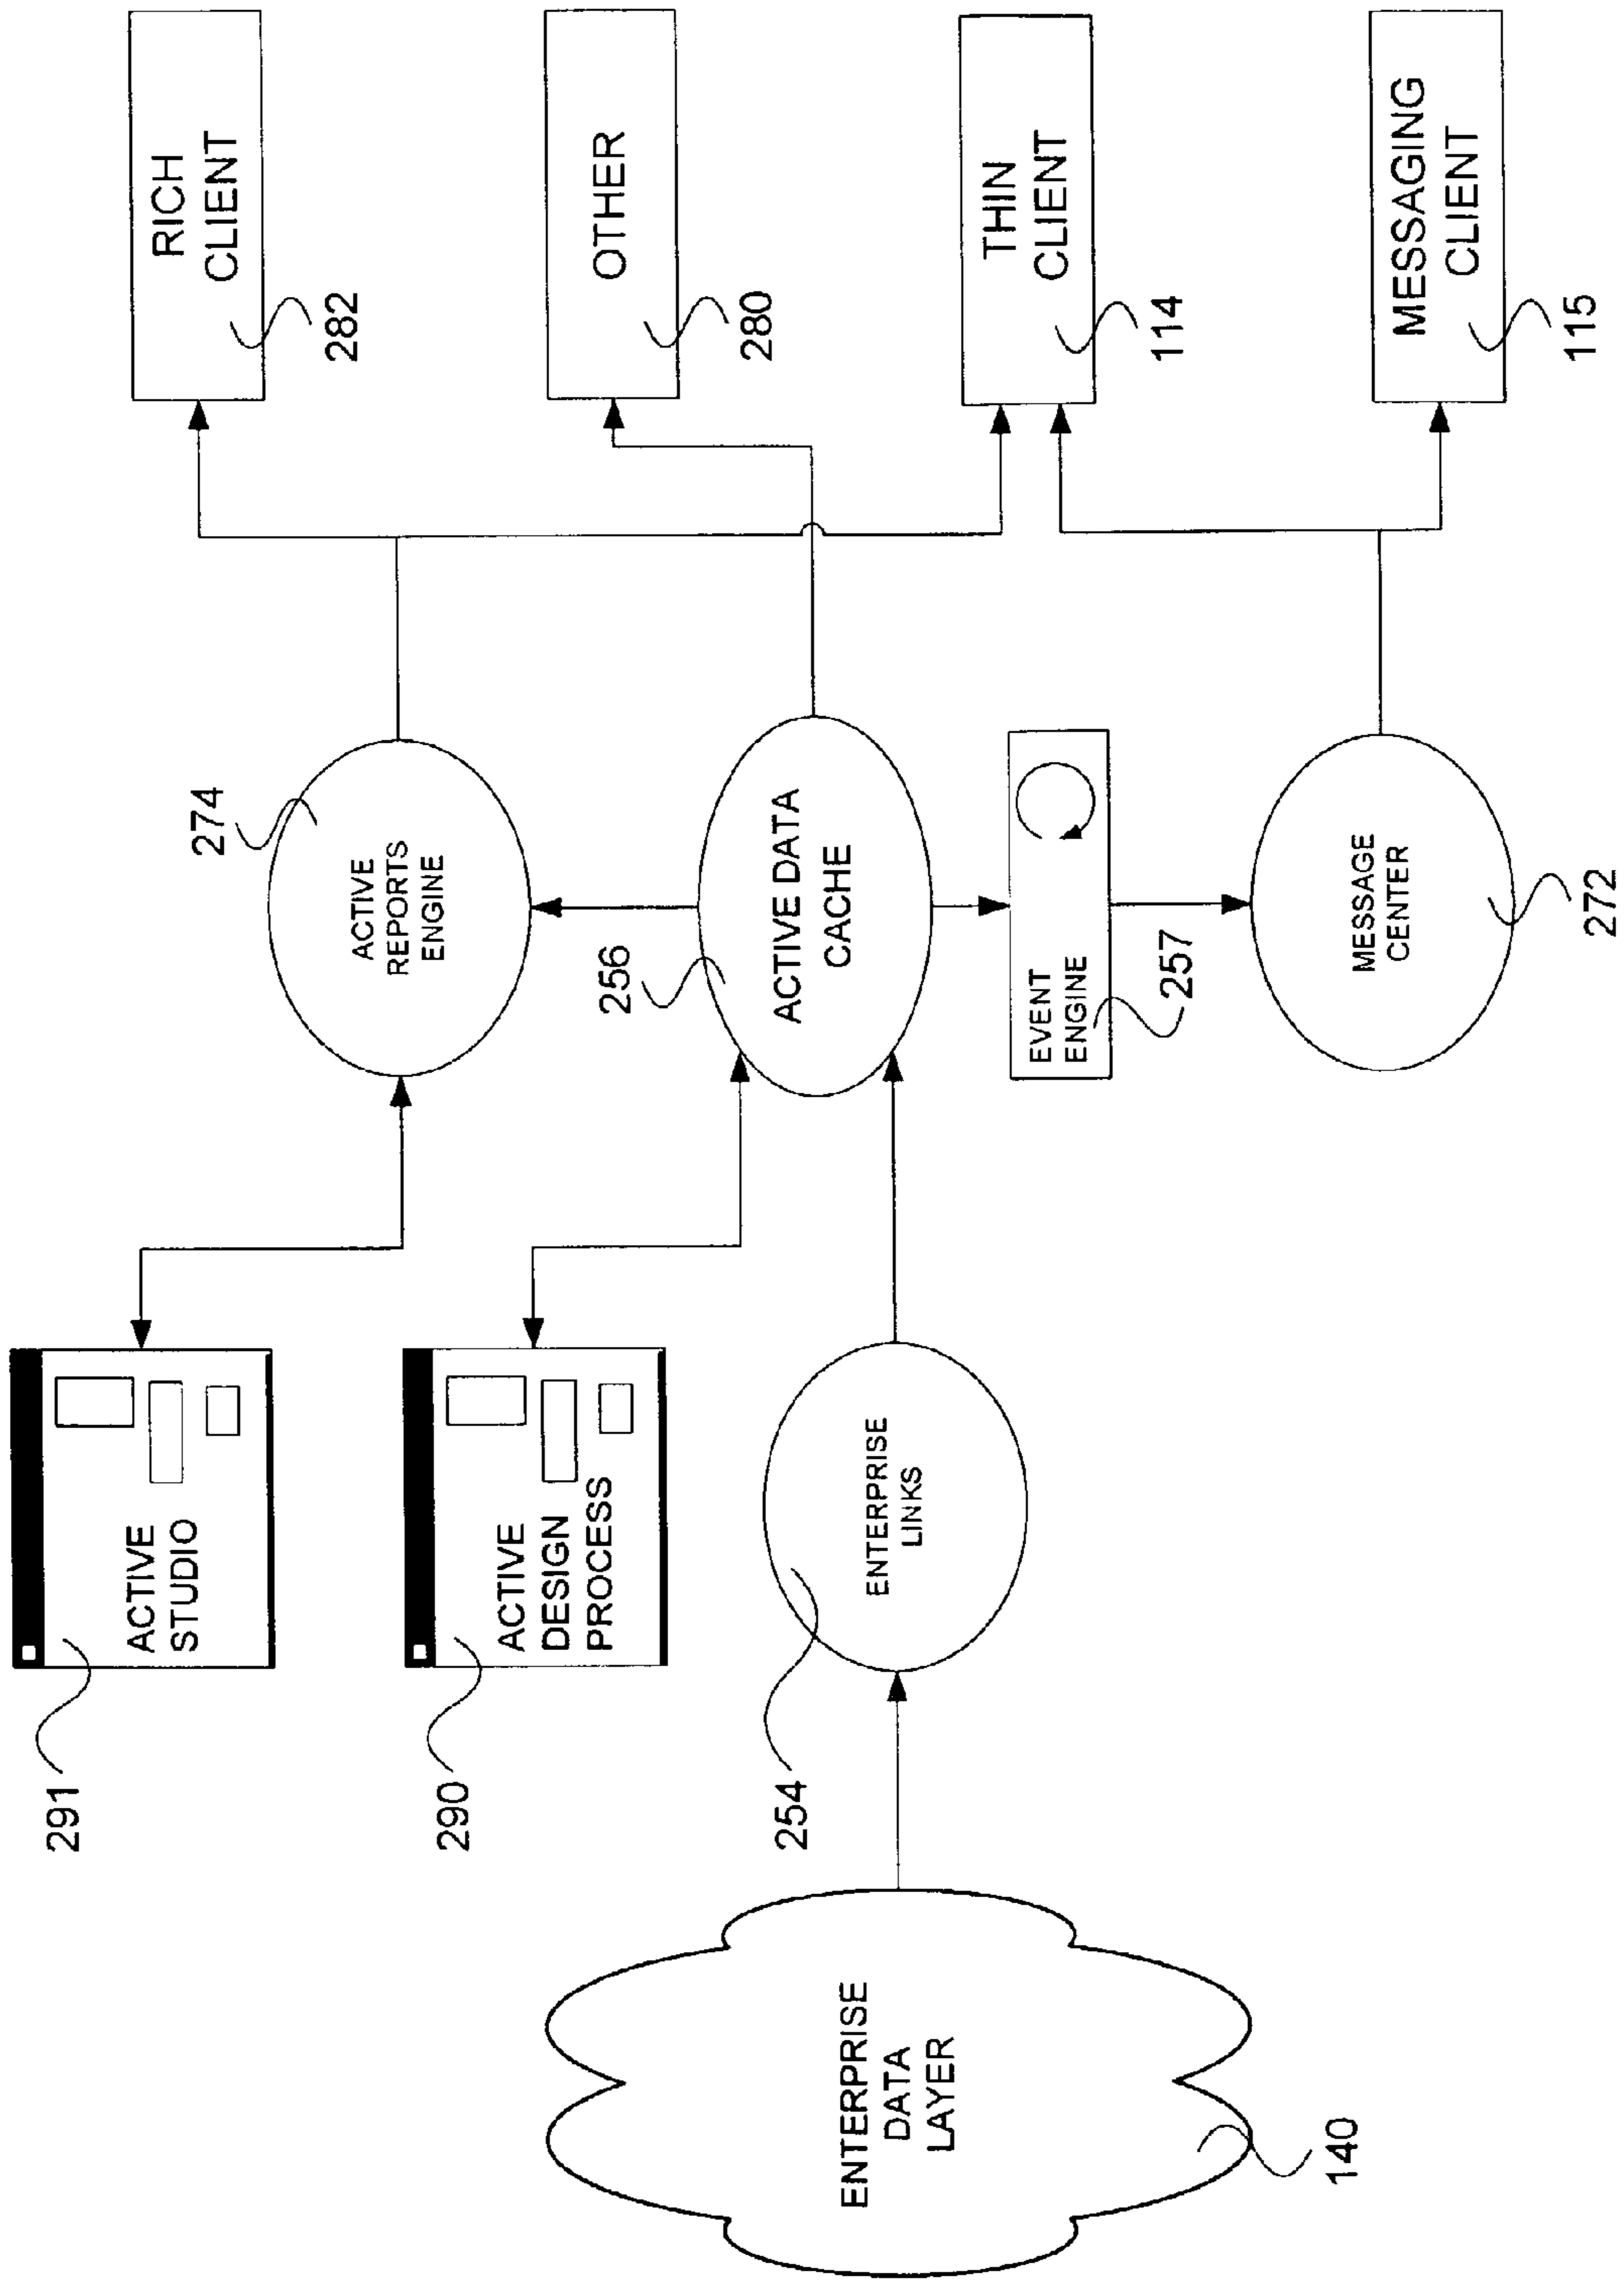 291
ACTIVE
STUDIO
290
ACTIVE
DESIGN
PROCESS
254
ENTERPRISE
LINKS
ENTERPRISE
DATA
LAYER
140
274
ACTIVE
REPORTS
ENGINE
256
ACTIVE DATA
CACHE
EVENT
ENGINE
257
MESSAGE
CENTER
272
RICH
CLIENT
282
OTHER
280
THIN
CLIENT
114
MESSAGING
CLIENT
115